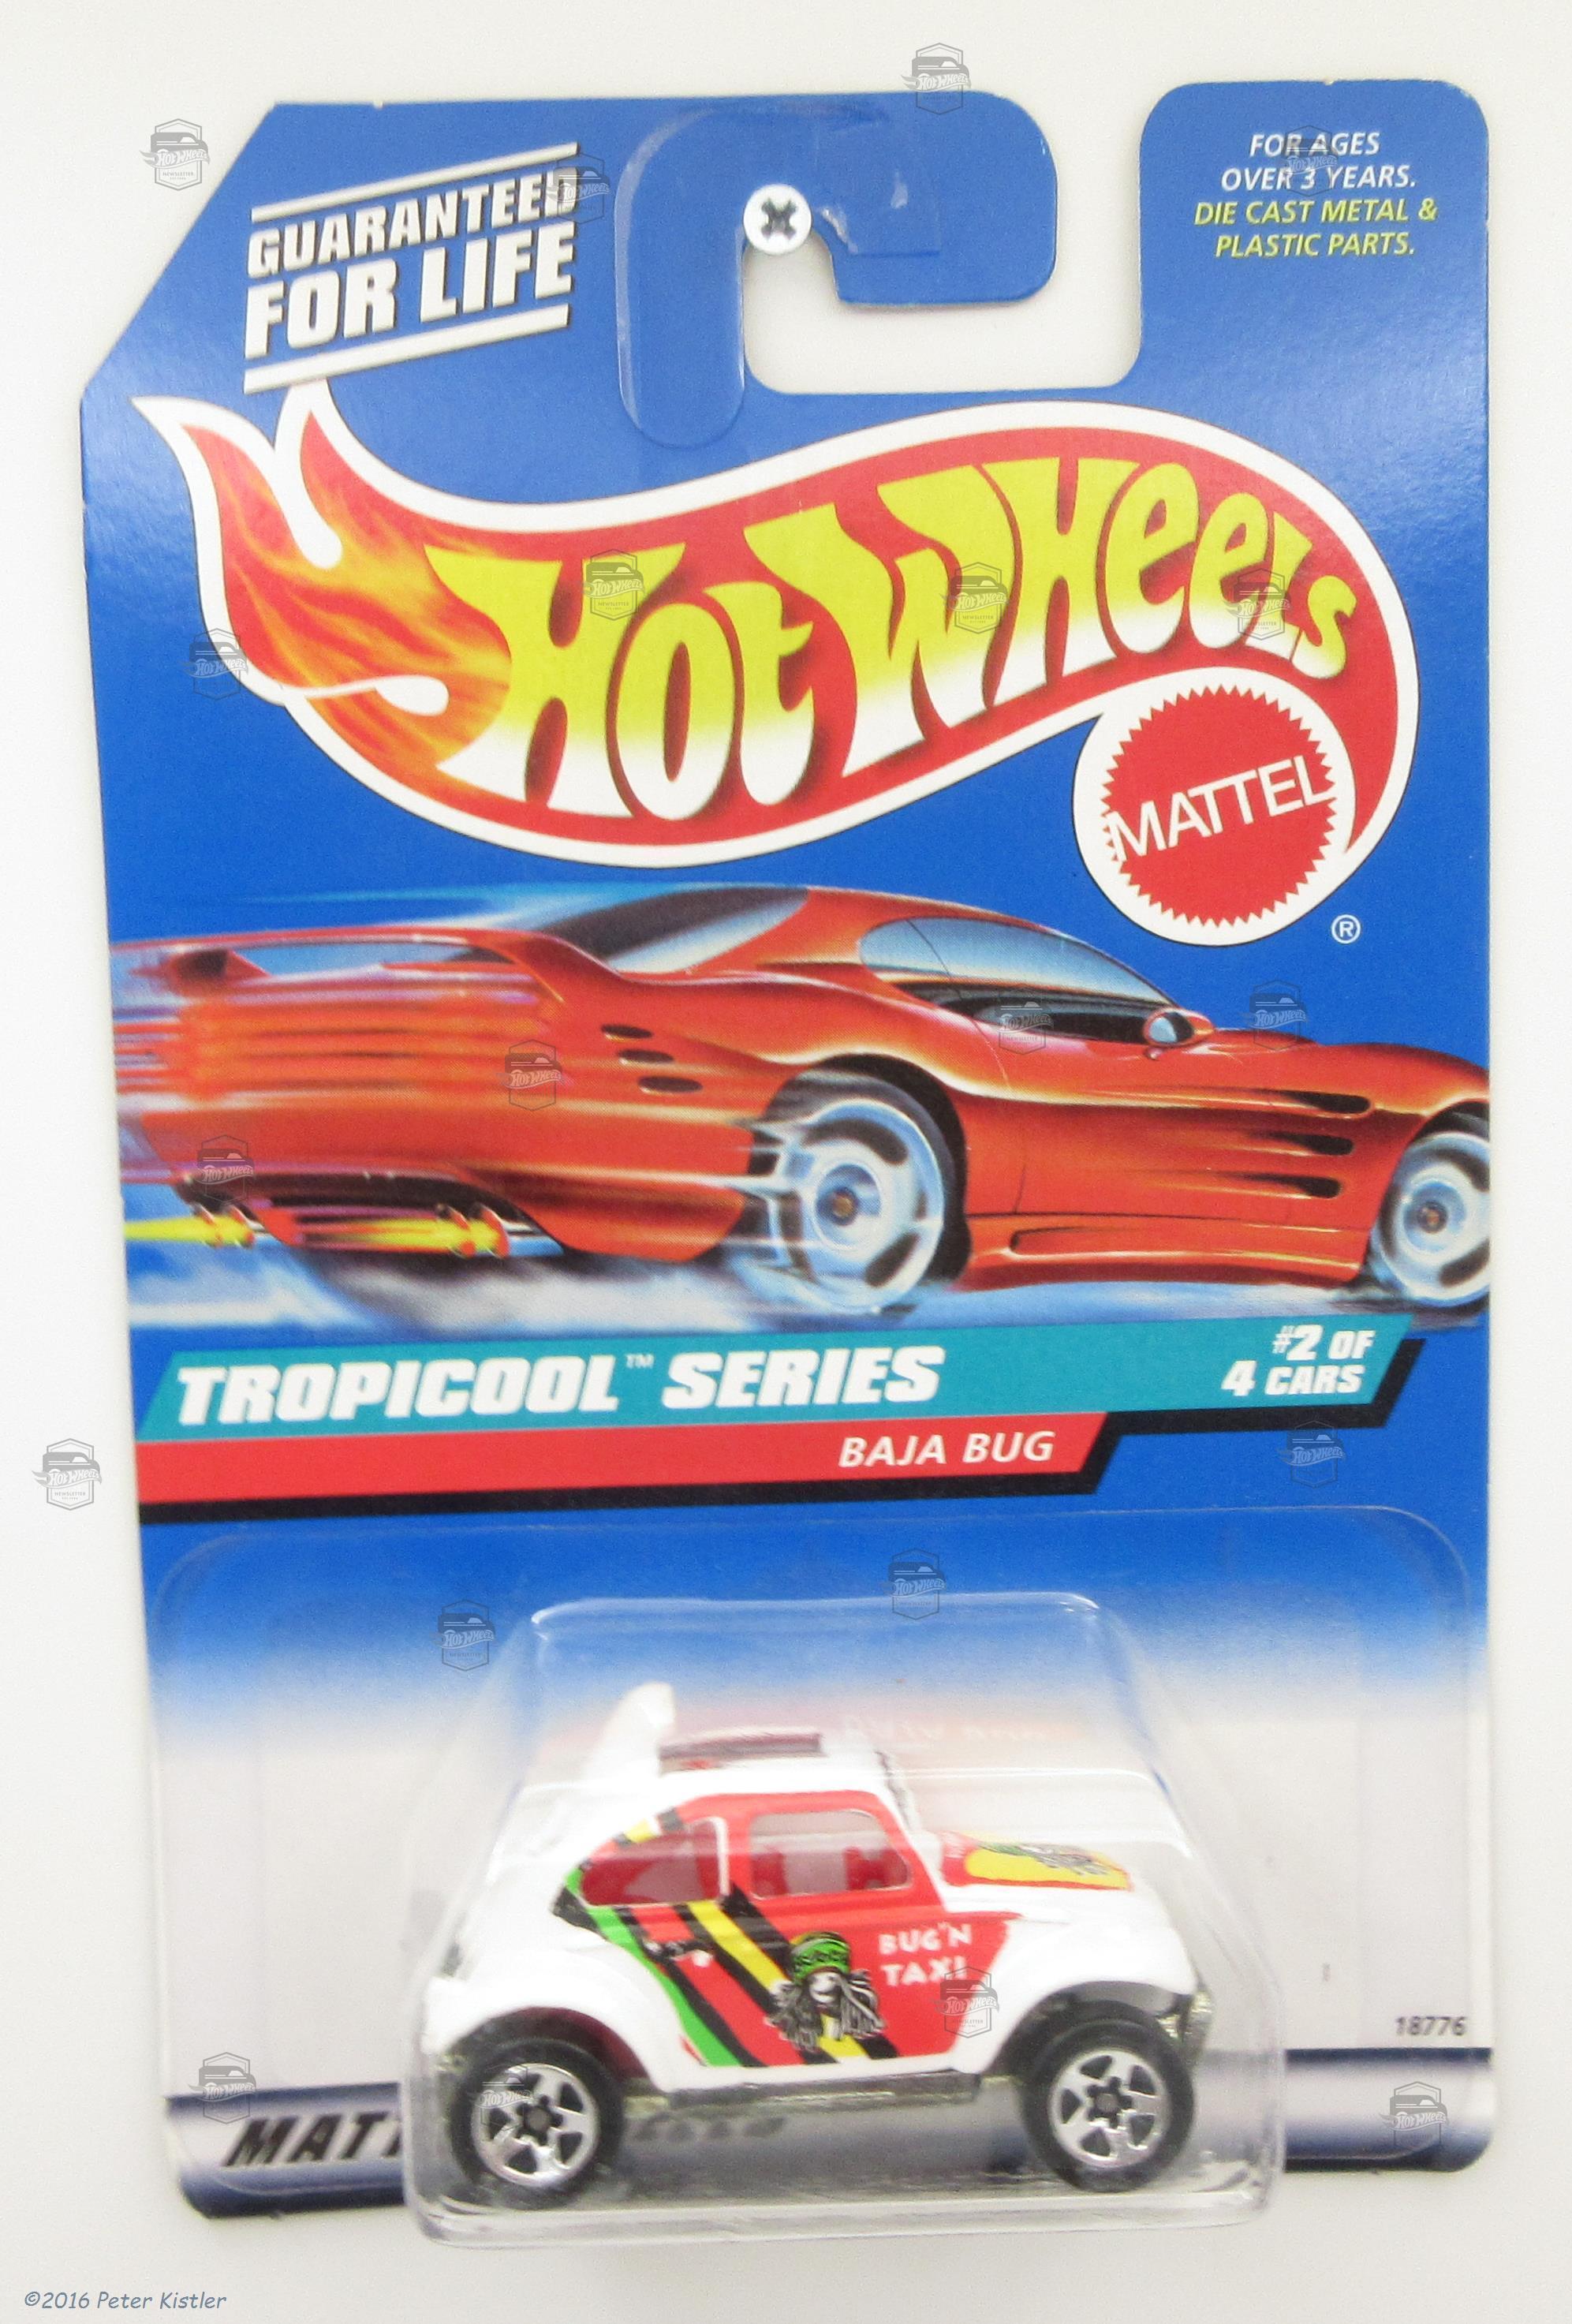 GUARANTEED
FOR LIFE
FOR AGES
OVER 3 YEARS.
DIE CAST METAL &
PLASTIC PARTS.
HOT WHEELS
MATTEL
®
TROPICOOL™ SERIES
#2 OF
4 CARS
BAJA BUG
BUG'N
TAXI
18776
MATT
©2016 Peter Kistler